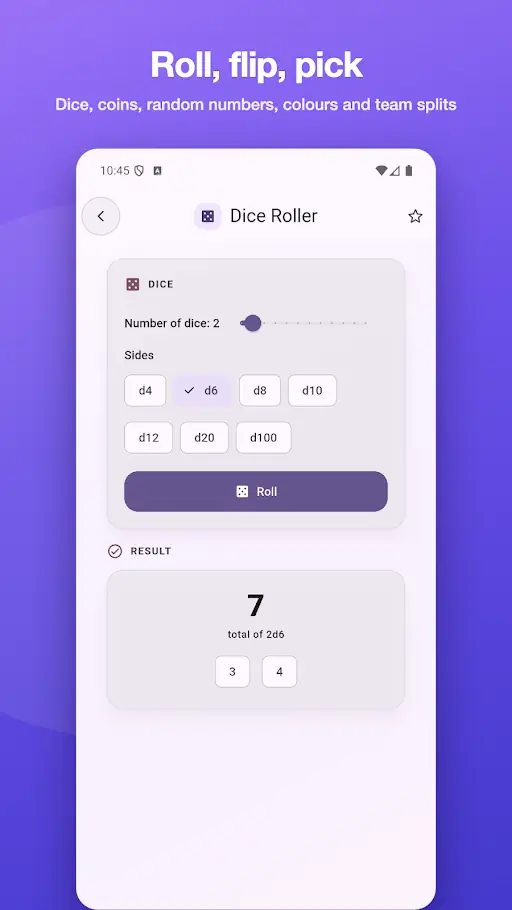 Roll, flip, pick
Dice, coins, random numbers, colours and team splits
10:45
Dice Roller
DICE
Number of dice: 2
Sides
d4
d6
d8
d10
d12
d20
d100
Roll
RESULT
7
total of 2d6
3
4